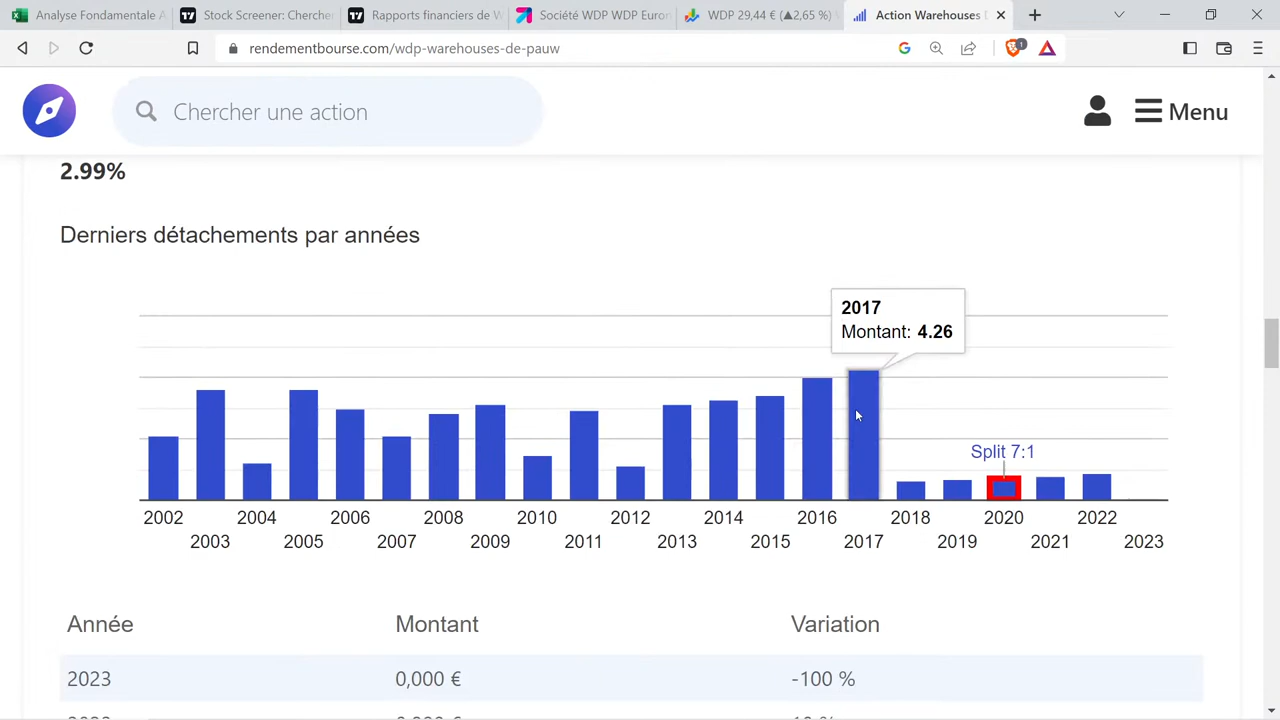 Analyse Fondamentale A
Stock Screener: Chercher
Rapports financiers de W
Société WDP WDP Euron
WDP 29,44 € (▲2,65 %)
Action Warehouses D
rendementbourse.com/wdp-warehouses-de-pauw
1
Chercher une action
Menu
2.99%
Derniers détachements par années
2017
Montant: 4.26
Split 7:1
2002 2004 2006 2008 2010 2012 2014 2016 2018 2020 2022
2003 2005 2007 2009 2011 2013 2015 2017 2019 2021 2023
Année Montant Variation
2023 0,000 € -100 %